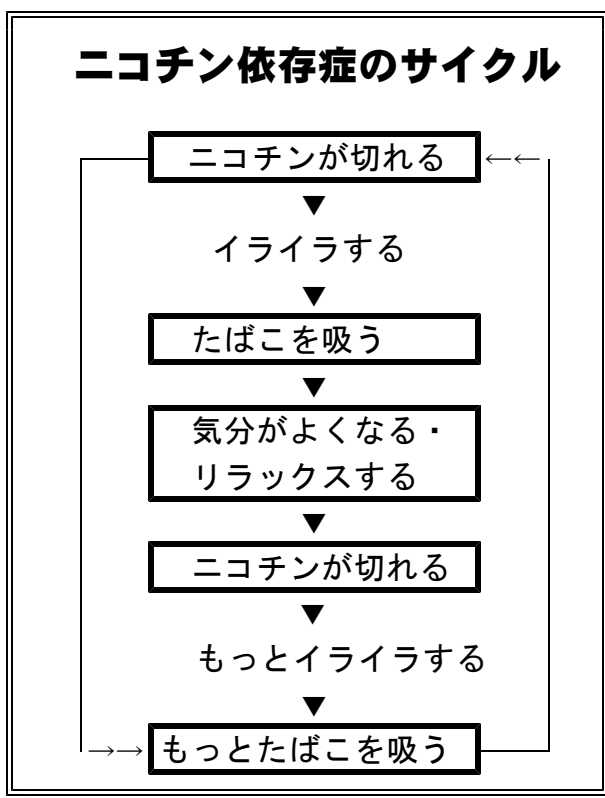 ニコチン依存症のサイクル
ニコチンが切れる ←←
▼
イライラする
▼
たばこを吸う
▼
気分がよくなる・
リラックスする
▼
ニコチンが切れる
▼
もっとイライラする
▼
→→ もっとたばこを吸う